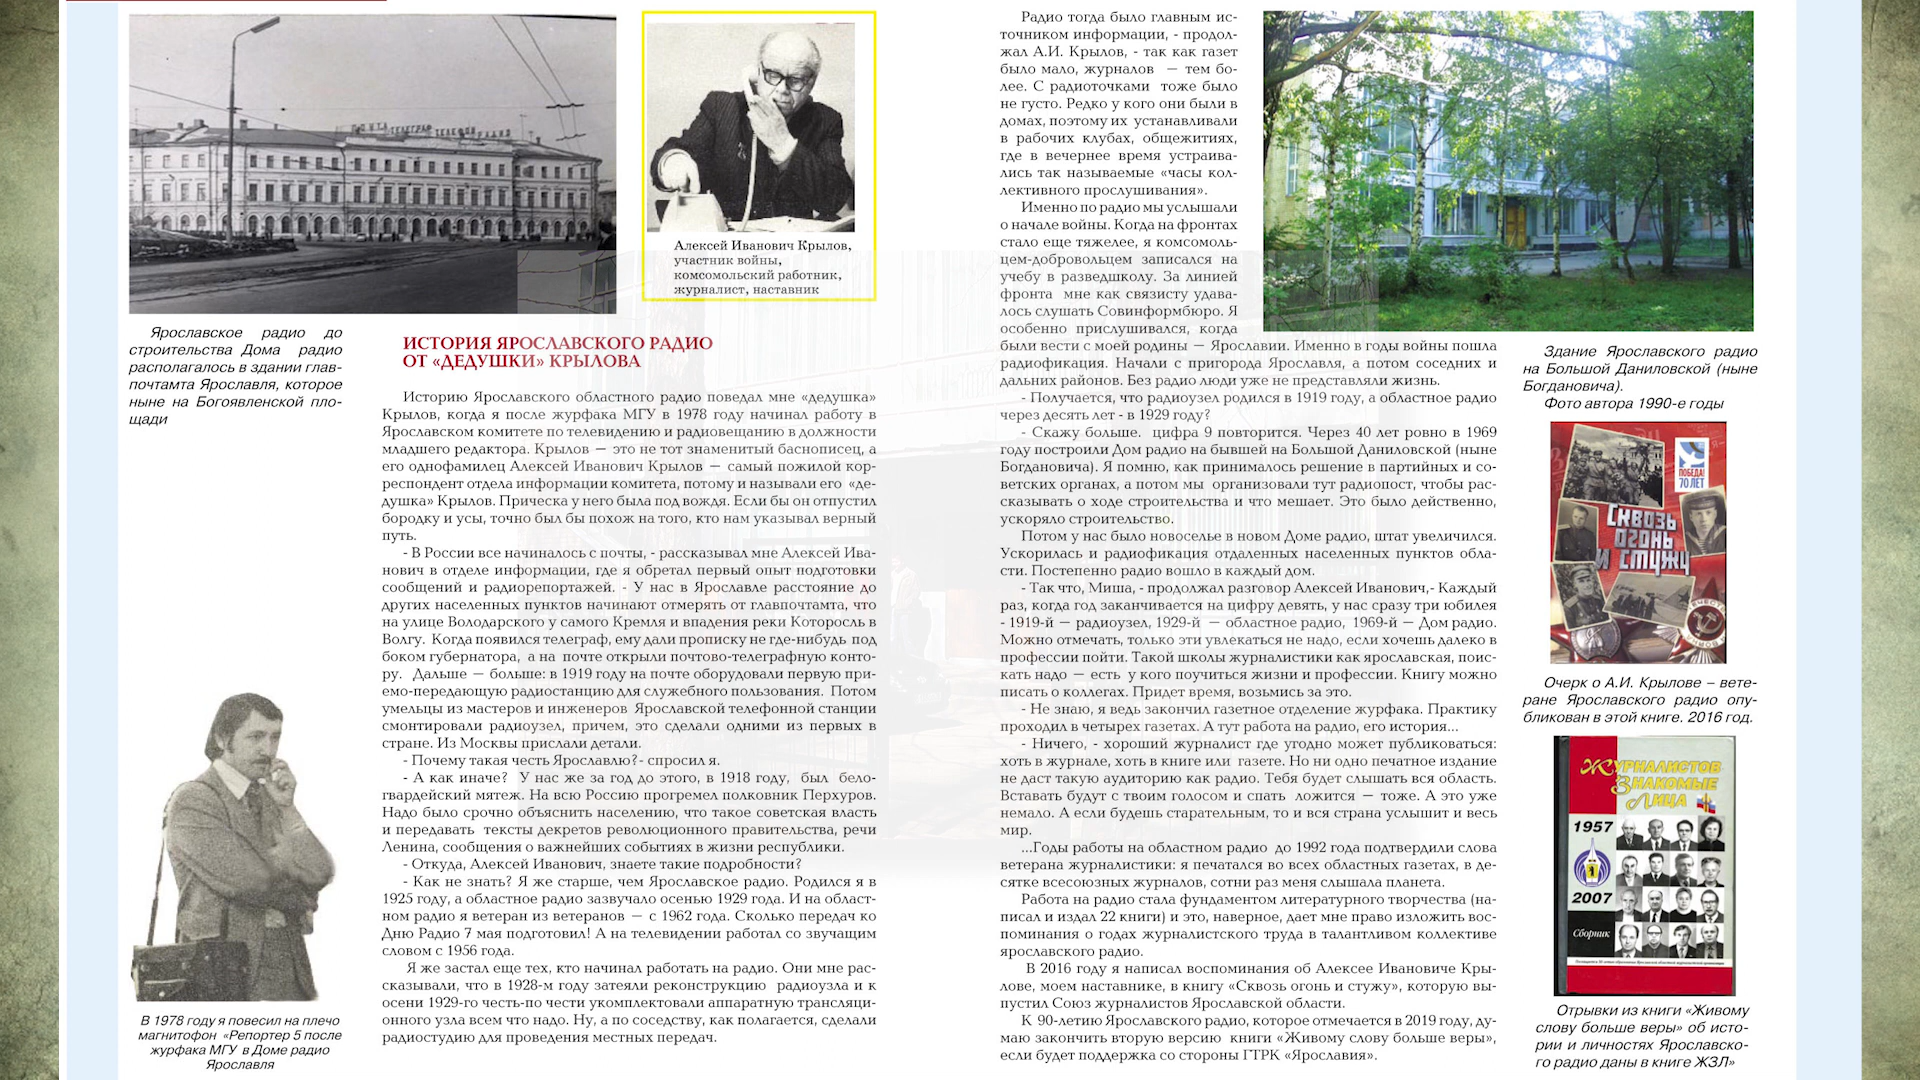 ПОЧТА ТЕЛЕГРАФ ТЕЛЕФОН РАДИО
Алексей Иванович Крылов,
участник войны,
комсомольский работник,
журналист, наставник
Ярославское радио до
строительства Дома радио
располагалось в здании глав-
почтамта Ярославля, которое
ныне на Богоявленской пло-
щади
В 1978 году я повесил на плечо
магнитофон «Репортер 5 после
журфака МГУ в Доме радио
Ярославля
ИСТОРИЯ ЯРОСЛАВСКОГО РАДИО
ОТ «ДЕДУШКИ» КРЫЛОВА
Историю Ярославского областного радио поведал мне «дедушка»
Крылов, когда я после журфака МГУ в 1978 году начинал работу в
Ярославском комитете по телевидению и радиовещанию в должности
младшего редактора. Крылов — это не тот знаменитый баснописец, а
его однофамилец Алексей Иванович Крылов — самый пожилой кор-
респондент отдела информации комитета, потому и называли его «де-
душка» Крылов. Прическа у него была под вождя. Если бы он отпустил
бородку и усы, точно был бы похож на того, кто нам указывал верный
путь.
- В России все начиналось с почты, - рассказывал мне Алексей Ива-
нович в отделе информации, где я обретал первый опыт подготовки
сообщений и радиорепортажей. - У нас в Ярославле расстояние до
других населенных пунктов начинают отмерять от главпочтамта, что
на улице Володарского у самого Кремля и впадения реки Которосль в
Волгу. Когда появился телеграф, ему дали прописку не где-нибудь под
боком губернатора, а на почте открыли почтово-телеграфную конто-
ру. Дальше — больше: в 1919 году на почте оборудовали первую при-
емо-передающую радиостанцию для служебного пользования. Потом
умельцы из мастеров и инженеров Ярославской телефонной станции
смонтировали радиоузел, причем, это сделали одними из первых в
стране. Из Москвы прислали детали.
- Почему такая честь Ярославлю?- спросил я.
- А как иначе? У нас же за год до этого, в 1918 году, был бело-
гвардейский мятеж. На всю Россию прогремел полковник Перхуров.
Надо было срочно объяснить населению, что такое советская власть
и передавать тексты декретов революционного правительства, речи
Ленина, сообщения о важнейших событиях в жизни республики.
- Откуда, Алексей Иванович, знаете такие подробности?
- Как не знать? Я же старше, чем Ярославское радио. Родился я в
1925 году, а областное радио зазвучало осенью 1929 года. И на област-
ном радио я ветеран из ветеранов — с 1962 года. Сколько передач ко
Дню Радио 7 мая подготовил! А на телевидении работал со звучащим
словом с 1956 года.
Я же застал еще тех, кто начинал работать на радио. Они мне рас-
сказывали, что в 1928-м году затеяли реконструкцию радиоузла и к
осени 1929-го честь-по чести укомплектовали аппаратную трансляци-
онного узла всем что надо. Ну, а по соседству, как полагается, сделали
радиостудию для проведения местных передач.
Радио тогда было главным ис-
точником информации, - продол-
жал А.И. Крылов, - так как газет
было мало, журналов — тем бо-
лее. С радиоточками тоже было
не густо. Редко у кого они были в
домах, поэтому их устанавливали
в рабочих клубах, общежитиях,
где в вечернее время устраива-
лись так называемые «часы кол-
лективного прослушивания».
Именно по радио мы услышали
о начале войны. Когда на фронтах
стало еще тяжелее, я комсомоль-
цем-добровольцем записался на
учебу в разведшколу. За линией
фронта мне как связисту удава-
лось слушать Совинформбюро. Я
особенно прислушивался, когда
были вести с моей родины — Ярославии. Именно в годы войны пошла
радиофикация. Начали с пригорода Ярославля, а потом соседних и
дальних районов. Без радио люди уже не представляли жизнь.
- Получается, что радиоузел родился в 1919 году, а областное радио
через десять лет - в 1929 году?
- Скажу больше. цифра 9 повторится. Через 40 лет ровно в 1969
году построили Дом радио на бывшей на Большой Даниловской (ныне
Богдановича). Я помню, как принималось решение в партийных и со-
ветских органах, а потом мы организовали тут радиопост, чтобы рас-
сказывать о ходе строительства и что мешает. Это было действенно,
ускоряло строительство.
Потом у нас было новоселье в новом Доме радио, штат увеличился.
Ускорилась и радиофикация отдаленных населенных пунктов обла-
сти. Постепенно радио вошло в каждый дом.
- Так что, Миша, - продолжал разговор Алексей Иванович,- Каждый
раз, когда год заканчивается на цифру девять, у нас сразу три юбилея
- 1919-й — радиоузел, 1929-й — областное радио, 1969-й — Дом радио.
Можно отмечать, только эти увлекаться не надо, если хочешь далеко в
профессии пойти. Такой школы журналистики как ярославская, поис-
кать надо — есть у кого поучиться жизни и профессии. Книгу можно
писать о коллегах. Придет время, возьмись за это.
- Не знаю, я ведь закончил газетное отделение журфака. Практику
проходил в четырех газетах. А тут работа на радио, его история...
- Ничего, - хороший журналист где угодно может публиковаться:
хоть в журнале, хоть в книге или газете. Но ни одно печатное издание
не даст такую аудиторию как радио. Тебя будет слышать вся область.
Вставать будут с твоим голосом и спать ложится — тоже. А это уже
немало. А если будешь старательным, то и вся страна услышит и весь
мир.
...Годы работы на областном радио до 1992 года подтвердили слова
ветерана журналистики: я печатался во всех областных газетах, в де-
сятке всесоюзных журналов, сотни раз меня слышала планета.
Работа на радио стала фундаментом литературного творчества (на-
писал и издал 22 книги) и это, наверное, дает мне право изложить вос-
поминания о годах журналистского труда в талантливом коллективе
ярославского радио.
В 2016 году я написал воспоминания об Алексее Ивановиче Кры-
лове, моем наставнике, в книгу «Сквозь огонь и стужу», которую вы-
пустил Союз журналистов Ярославской области.
К 90-летию Ярославского радио, которое отмечается в 2019 году, ду-
маю закончить вторую версию книги «Живому слову больше веры»,
если будет поддержка со стороны ГТРК «Ярославия».
Здание Ярославского радио
на Большой Даниловской (ныне
Богдановича).
Фото автора 1990-е годы
ПОБЕДА!
70 ЛЕТ
Сквозь
огонь
и стужу
Очерк о А.И. Крылове – вете-
ране Ярославского радио опу-
бликован в этой книге. 2016 год.
Журналистов
Знакомые
Лица
1957
2007
Сборник
Отрывки из книги «Живому
слову больше веры» об исто-
рии и личностях Ярославско-
го радио даны в книге ЖЗЛ»